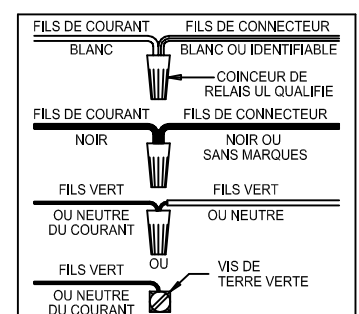 FILS DE COURANT FILS DE CONNECTEUR
BLANC BLANC OU IDENTIFIABLE
COINCEUR DE
RELAIS UL QUALIFIE
FILS DE COURANT FILS DE CONNECTEUR
NOIR NOIR OU
SANS MARQUES
FILS VERT FILS VERT
OU NEUTRE OU NEUTRE
DU COURANT
OU
FILS VERT VIS DE
TERRE VERTE
OU NEUTRE
DU COURANT